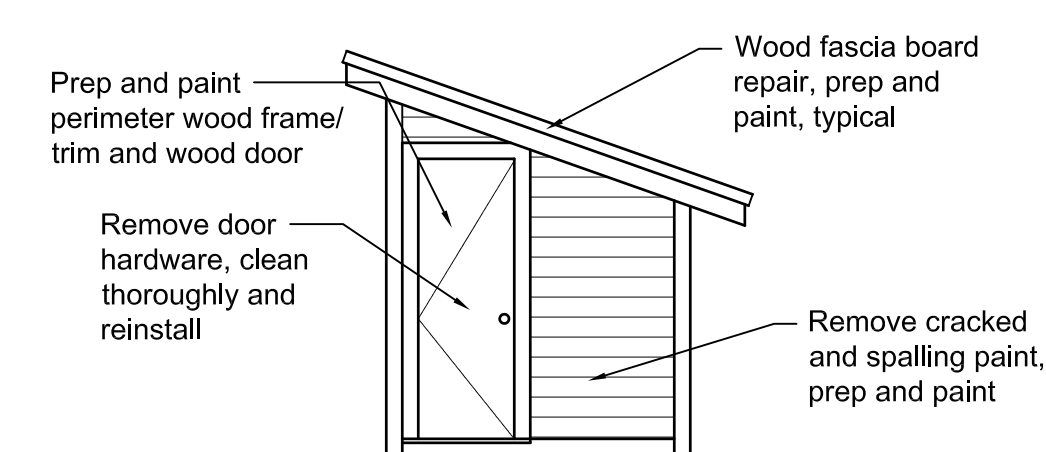 Wood fascia board
repair, prep and
paint, typical
Prep and paint
perimeter wood frame/
trim and wood door
Remove door
hardware, clean
thoroughly and
reinstall
Remove cracked
and spalling paint,
prep and paint